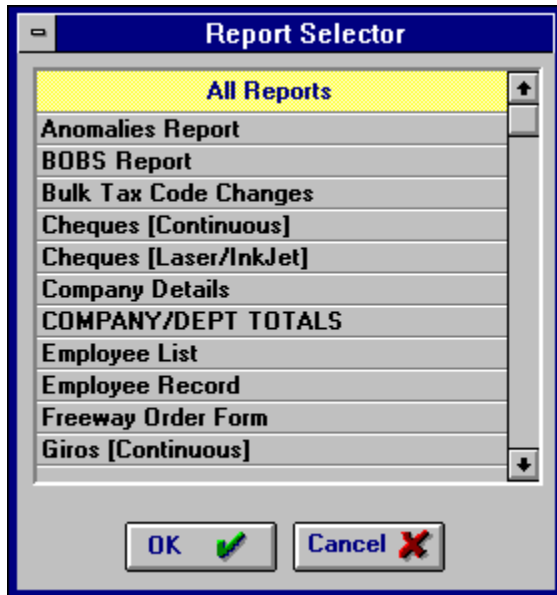 Report Selector
All Reports
Anomalies Report
BOBS Report
Bulk Tax Code Changes
Cheques [Continuous]
Cheques [Laser/InkJet]
Company Details
COMPANY/DEPT TOTALS
Employee List
Employee Record
Freeway Order Form
Giros [Continuous]
OK
Cancel